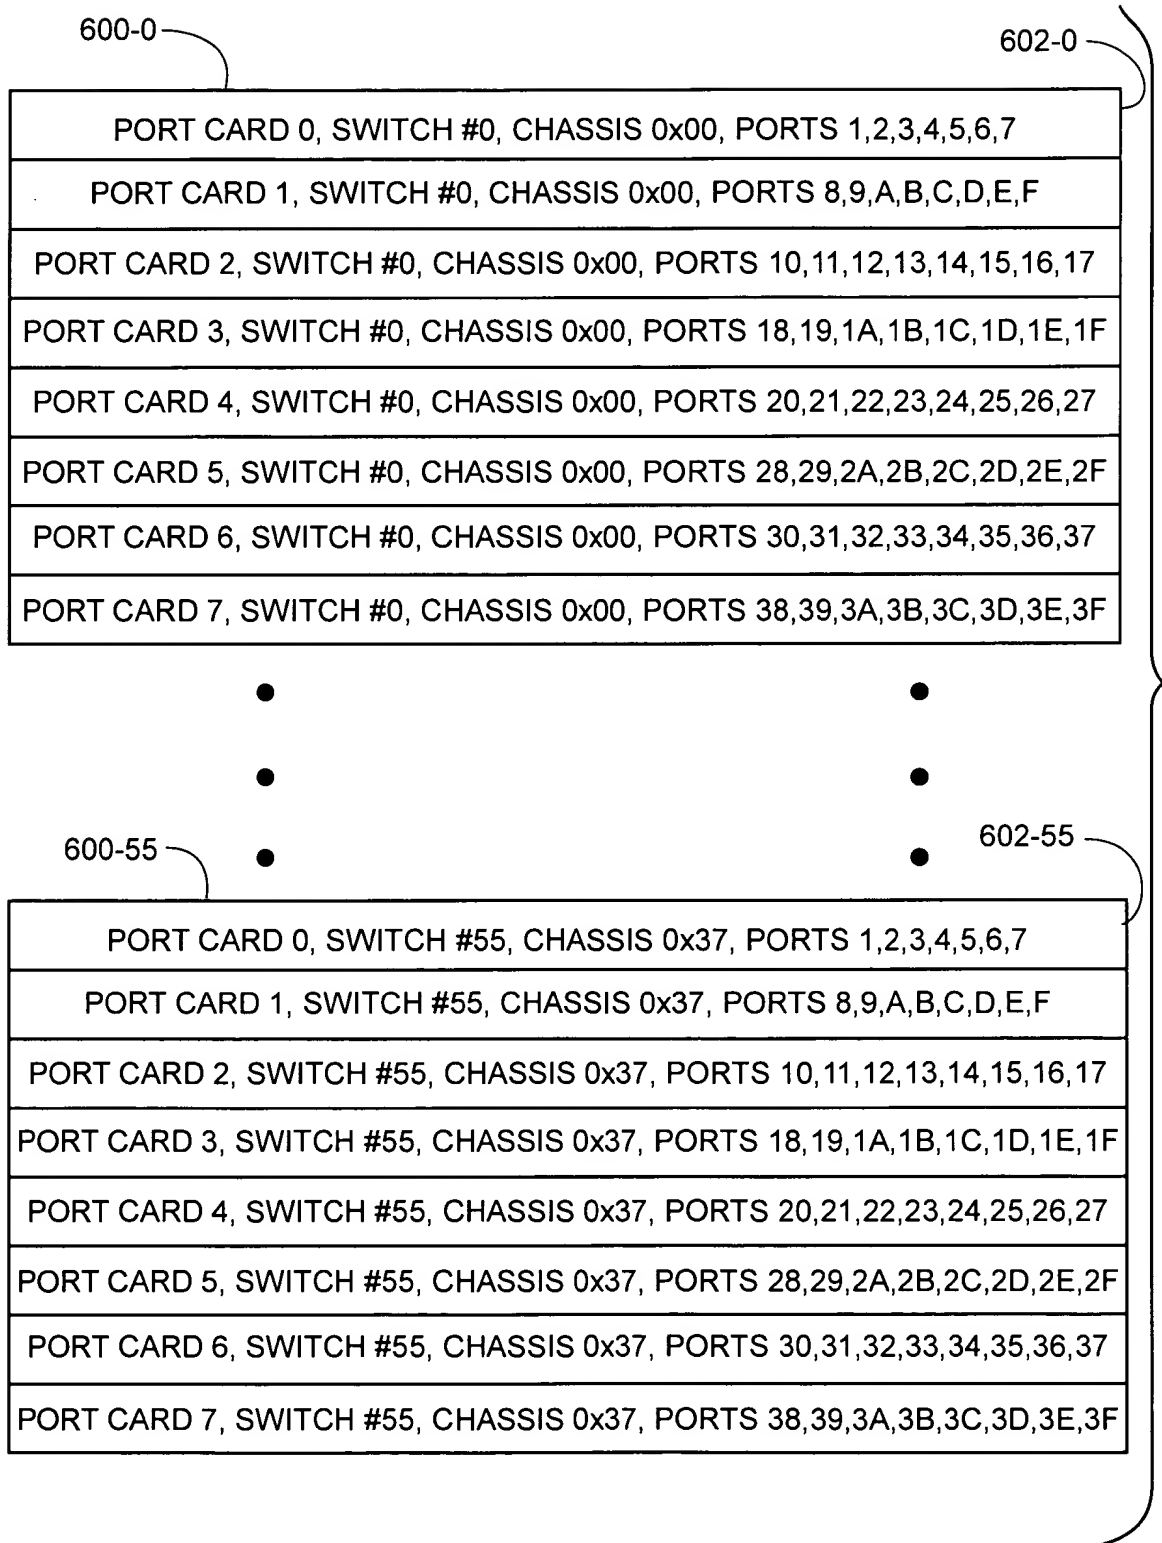 600-0
602-0
PORT CARD 0, SWITCH #0, CHASSIS 0x00, PORTS 1,2,3,4,5,6,7
PORT CARD 1, SWITCH #0, CHASSIS 0x00, PORTS 8,9,A,B,C,D,E,F
PORT CARD 2, SWITCH #0, CHASSIS 0x00, PORTS 10,11,12,13,14,15,16,17
PORT CARD 3, SWITCH #0, CHASSIS 0x00, PORTS 18,19,1A,1B,1C,1D,1E,1F
PORT CARD 4, SWITCH #0, CHASSIS 0x00, PORTS 20,21,22,23,24,25,26,27
PORT CARD 5, SWITCH #0, CHASSIS 0x00, PORTS 28,29,2A,2B,2C,2D,2E,2F
PORT CARD 6, SWITCH #0, CHASSIS 0x00, PORTS 30,31,32,33,34,35,36,37
PORT CARD 7, SWITCH #0, CHASSIS 0x00, PORTS 38,39,3A,3B,3C,3D,3E,3F
600-55
602-55
PORT CARD 0, SWITCH #55, CHASSIS 0x37, PORTS 1,2,3,4,5,6,7
PORT CARD 1, SWITCH #55, CHASSIS 0x37, PORTS 8,9,A,B,C,D,E,F
PORT CARD 2, SWITCH #55, CHASSIS 0x37, PORTS 10,11,12,13,14,15,16,17
PORT CARD 3, SWITCH #55, CHASSIS 0x37, PORTS 18,19,1A,1B,1C,1D,1E,1F
PORT CARD 4, SWITCH #55, CHASSIS 0x37, PORTS 20,21,22,23,24,25,26,27
PORT CARD 5, SWITCH #55, CHASSIS 0x37, PORTS 28,29,2A,2B,2C,2D,2E,2F
PORT CARD 6, SWITCH #55, CHASSIS 0x37, PORTS 30,31,32,33,34,35,36,37
PORT CARD 7, SWITCH #55, CHASSIS 0x37, PORTS 38,39,3A,3B,3C,3D,3E,3F